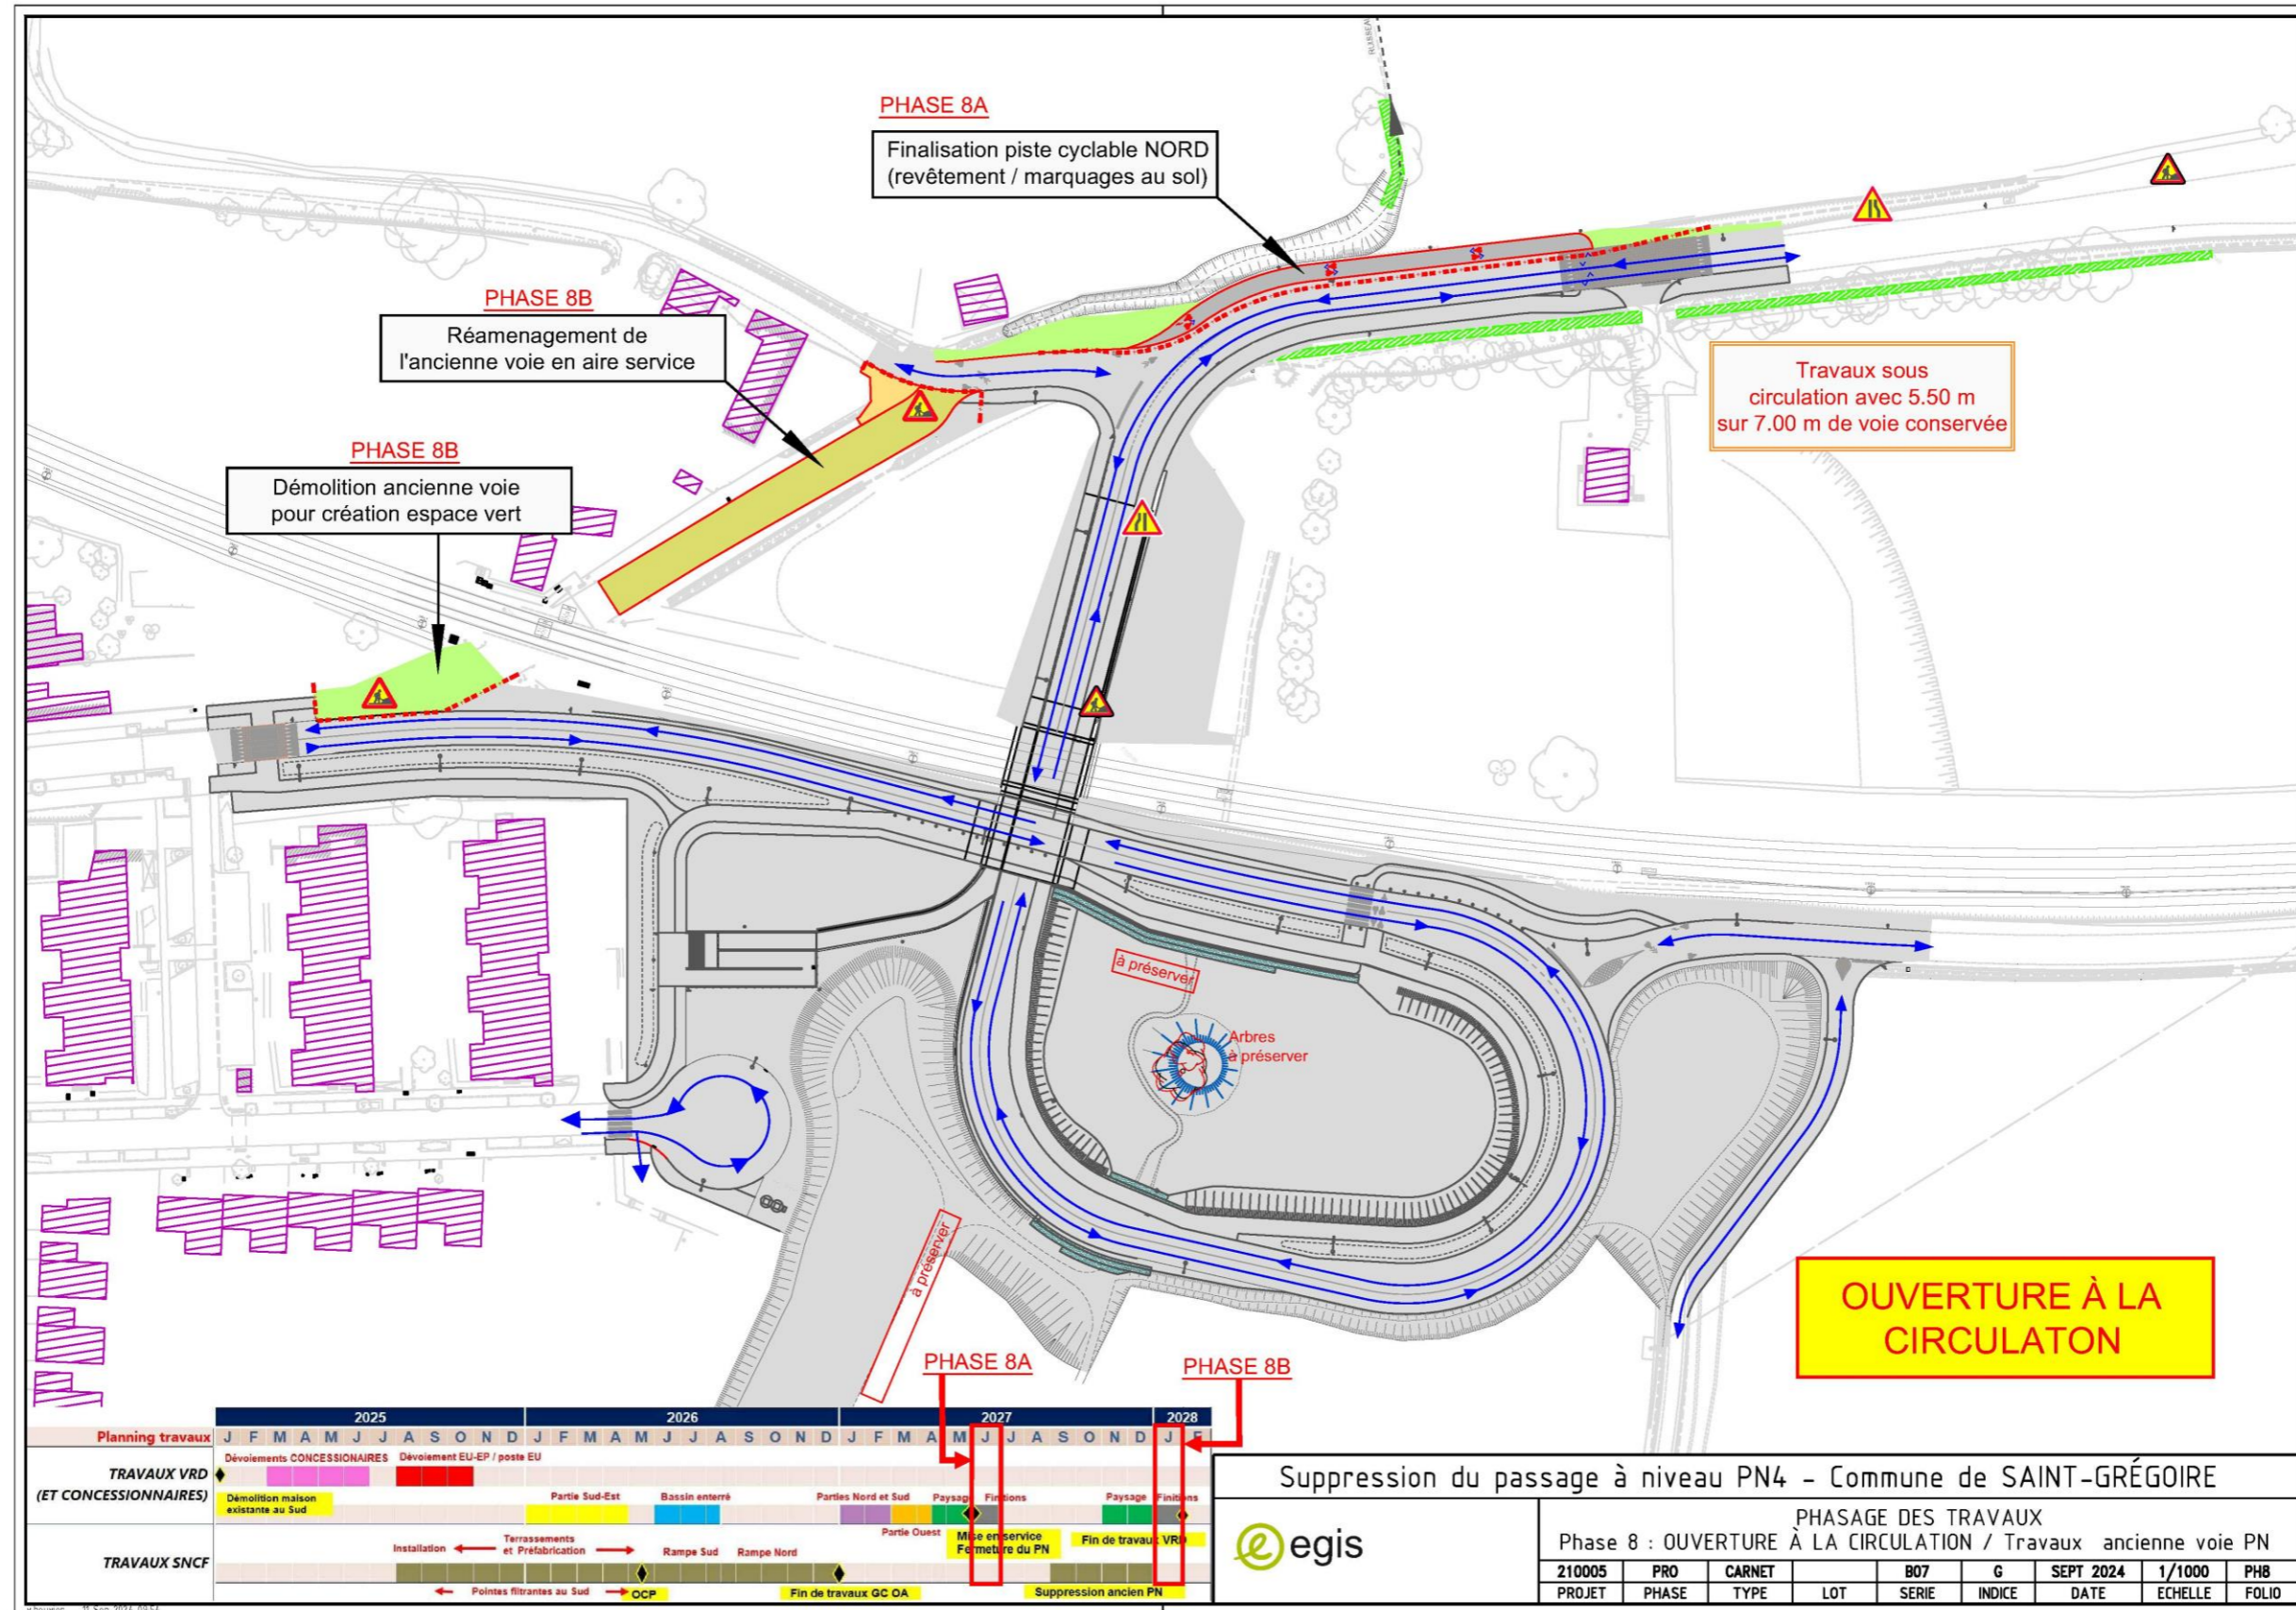 RUISSEAU
PHASE 8A
Finalisation piste cyclable NORD
(revêtement / marquages au sol)
PHASE 8B
Réamenagement de
l'ancienne voie en aire service
PHASE 8B
Démolition ancienne voie
pour création espace vert
Travaux sous
circulation avec 5.50 m
sur 7.00 m de voie conservée
à préserver
Arbres
à préserver
à préserver
OUVERTURE À LA
CIRCULATON
PHASE 8A
PHASE 8B
2025 2026 2027 2028
Planning travaux J F M A M J J A S O N D J F M A M J J A S O N D J F M A M J J A S O N D J F
Dévoiements CONCESSIONAIRES Dévoiement EU-EP / poste EU
TRAVAUX VRD
(ET CONCESSIONNAIRES)
Démolition maison
existante au Sud
Partie Sud-Est Bassin enterré Parties Nord et Sud Paysage Finitions Paysage Finitions
Partie Ouest
Mise en service
Fermeture du PN
Fin de travaux VRD
TRAVAUX SNCF
Installation
Terrassements
et Préfabrication
Rampe Sud Rampe Nord
Pointes filtrantes au Sud OCP Fin de travaux GC OA Suppression ancien PN
Suppression du passage à niveau PN4 - Commune de SAINT-GRÉGOIRE
egis
PHASAGE DES TRAVAUX
Phase 8 : OUVERTURE À LA CIRCULATION / Travaux ancienne voie PN
210005 PRO CARNET B07 G SEPT 2024 1/1000 PH8
PROJET PHASE TYPE LOT SERIE INDICE DATE ECHELLE FOLIO